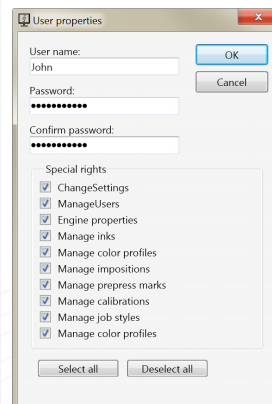 User properties
x
User name:
OK
John
Cancel
Password:
●●●●●●●●●●●
Confirm password:
●●●●●●●●●●●
Special rights
ChangeSettings
ManageUsers
Engine properties
Manage inks
Manage color profiles
Manage impositions
Manage prepress marks
Manage calibrations
Manage job styles
Manage color profiles
Select all
Deselect all